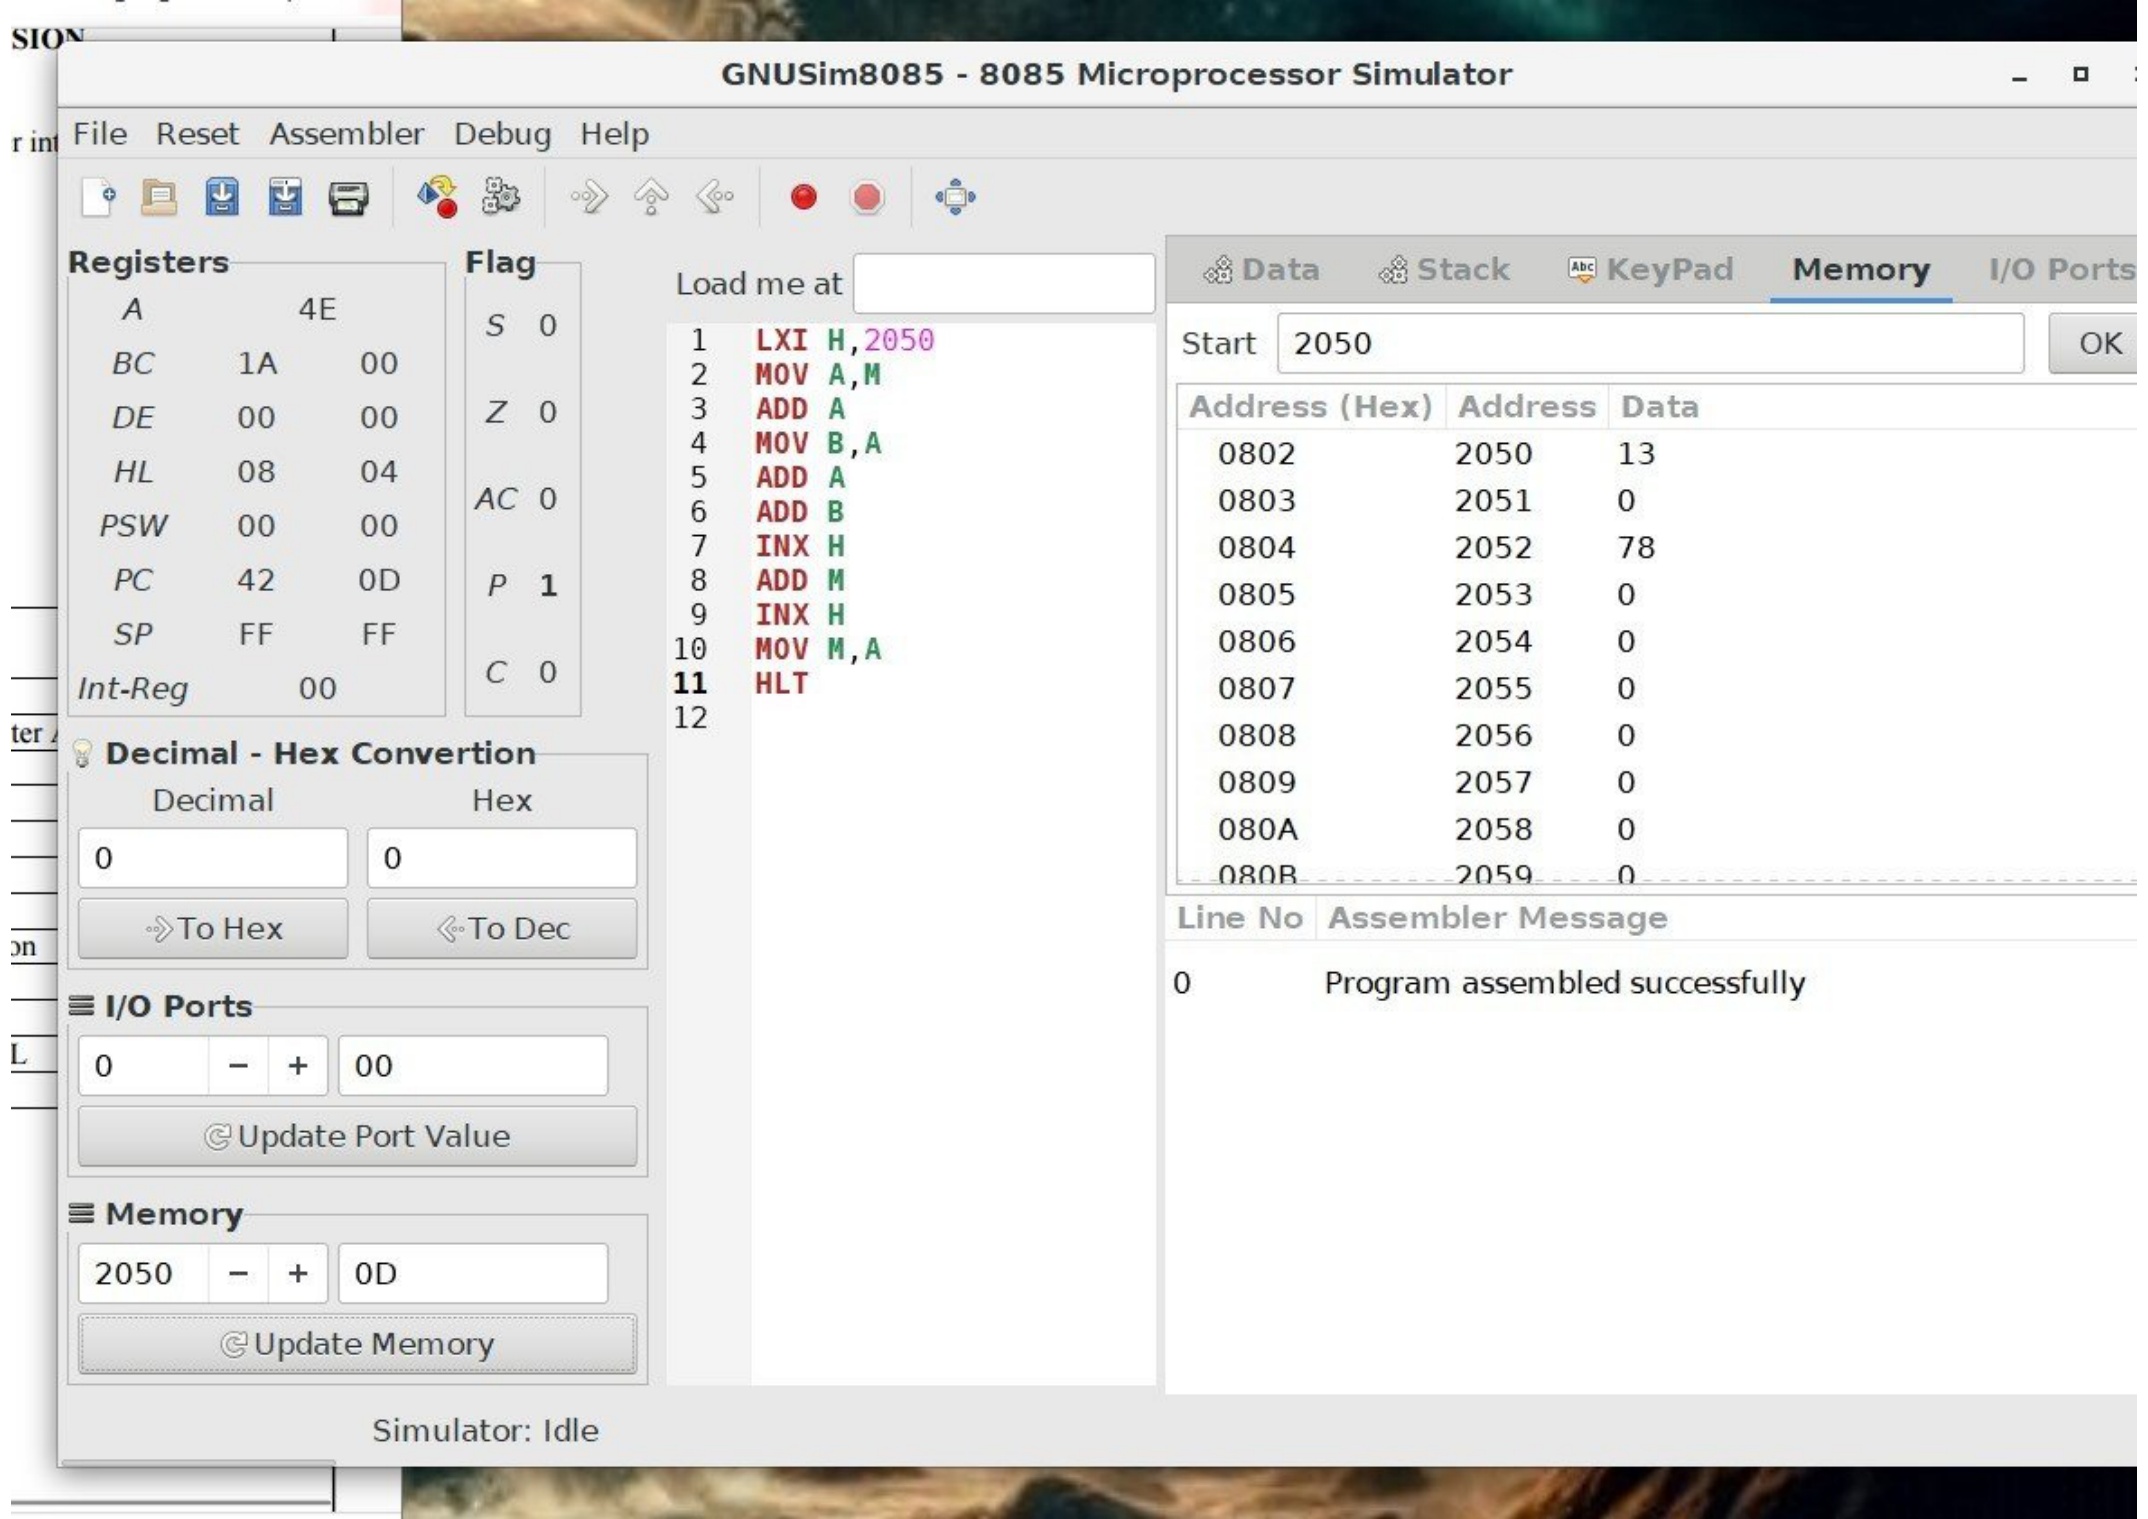 SION
GNUSim8085 - 8085 Microprocessor Simulator
r int
File Reset Assembler Debug Help
Registers
A 4E
BC 1A 00
DE 00 00
HL 08 04
PSW 00 00
PC 42 0D
SP FF FF
Int-Reg 00
Flag
S 0
Z 0
AC 0
P 1
C 0
ter
Decimal - Hex Convertion
Decimal Hex
0 0
To Hex To Dec
on
I/O Ports
L
0 - + 00
Update Port Value
Memory
2050 - + 0D
Update Memory
Load me at
1 LXI H,2050
2 MOV A,M
3 ADD A
4 MOV B,A
5 ADD A
6 ADD B
7 INX H
8 ADD M
9 INX H
10 MOV M,A
11 HLT
12
Data Stack Abc KeyPad Memory I/O Ports
Start 2050 OK
Address (Hex) Address Data
0802 2050 13
0803 2051 0
0804 2052 78
0805 2053 0
0806 2054 0
0807 2055 0
0808 2056 0
0809 2057 0
080A 2058 0
080B 2059 0
Line No Assembler Message
0 Program assembled successfully
Simulator: Idle